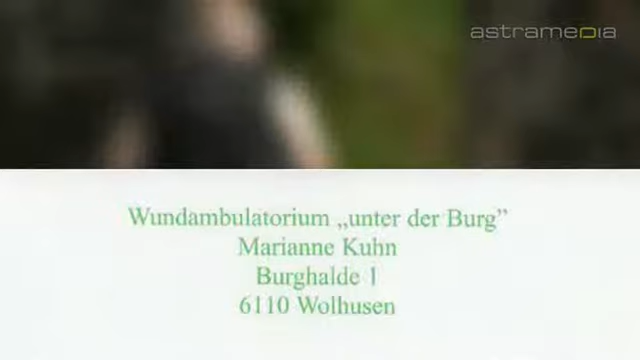 astramedia
Wundambulatorium „unter der Burg”
Marianne Kuhn
Burghalde 1
6110 Wolhusen